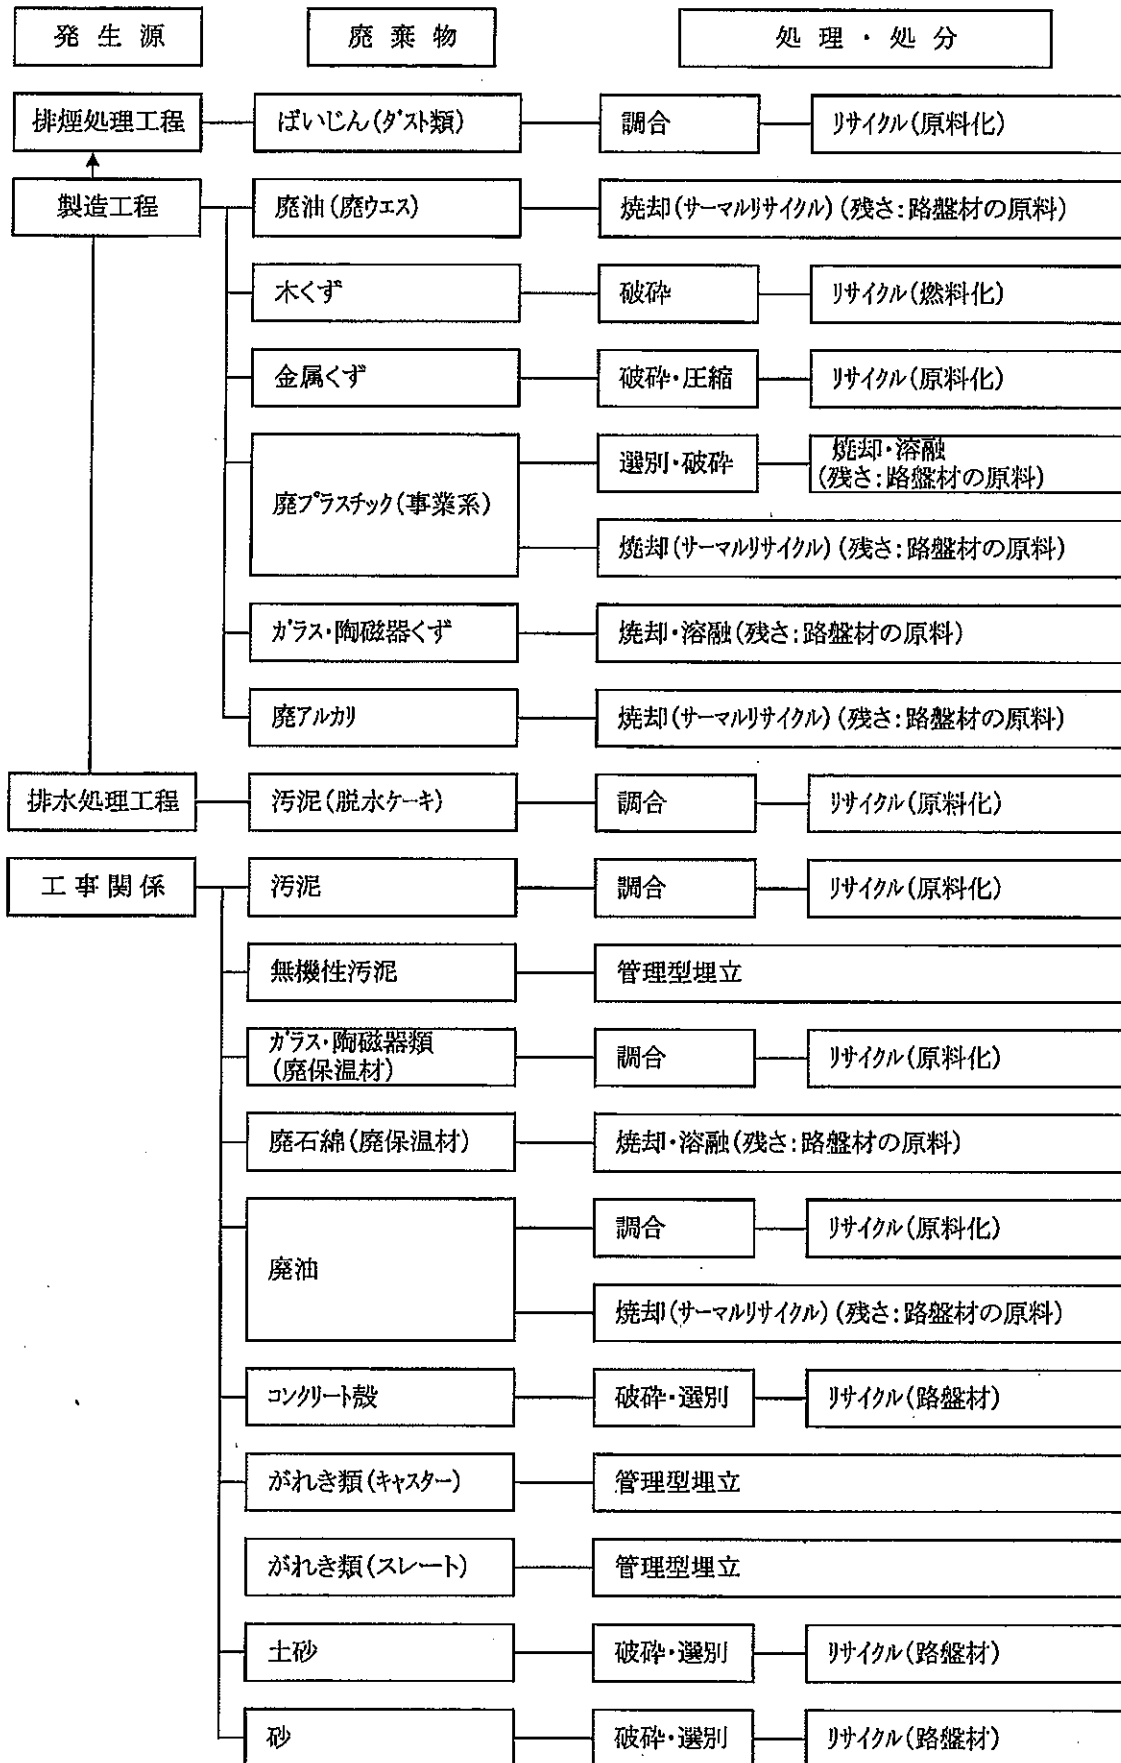 発生源 廃棄物 処理・処分
排煙処理工程 ばいじん(ダスト類) 調合 リサイクル(原料化)
製造工程 廃油(廃ウエス) 焼却(サーマルリサイクル)(残さ:路盤材の原料)
木くず 破砕 リサイクル(燃料化)
金属くず 破砕・圧縮 リサイクル(原料化)
廃プラスチック(事業系) 選別・破砕 焼却・溶融
(残さ:路盤材の原料)
焼却(サーマルリサイクル)(残さ:路盤材の原料)
ガラス・陶磁器くず 焼却・溶融(残さ:路盤材の原料)
廃アルカリ 焼却(サーマルリサイクル)(残さ:路盤材の原料)
排水処理工程 汚泥(脱水ケーキ) 調合 リサイクル(原料化)
工事関係 汚泥 調合 リサイクル(原料化)
無機性汚泥 管理型埋立
ガラス・陶磁器類
(廃保温材) 調合 リサイクル(原料化)
廃石綿(廃保温材) 焼却・溶融(残さ:路盤材の原料)
廃油 調合 リサイクル(原料化)
焼却(サーマルリサイクル)(残さ:路盤材の原料)
コンクリート殻 破砕・選別 リサイクル(路盤材)
がれき類(キャスター) 管理型埋立
がれき類(スレート) 管理型埋立
土砂 破砕・選別 リサイクル(路盤材)
砂 破砕・選別 リサイクル(路盤材)